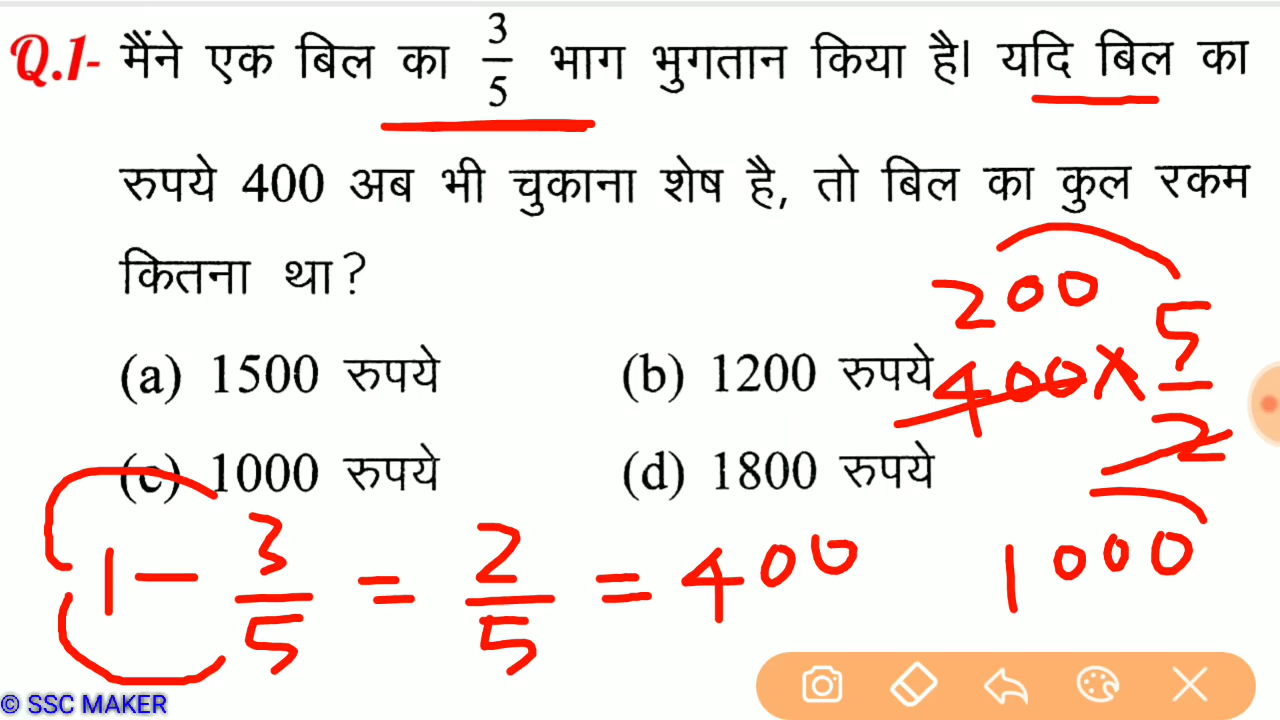 Q.1- मैंने एक बिल का 3/5 भाग भुगतान किया है। यदि बिल का
रुपये 400 अब भी चुकाना शेष है, तो बिल का कुल रकम
कितना था?
(a) 1500 रुपये (b) 1200 रुपये
(c) 1000 रुपये (d) 1800 रुपये
200
400 × 5/2
1000
1 - 3/5 = 2/5 = 400
© SSC MAKER